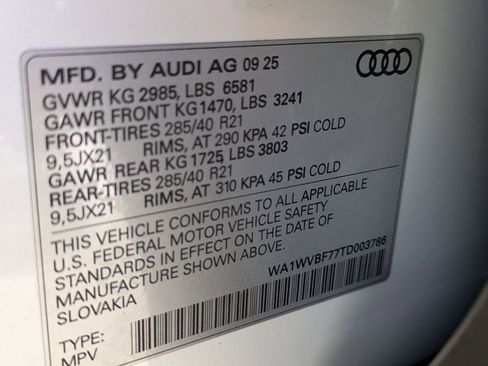 MFD. BY AUDI AG 09 25
GVWR KG 2985, LBS 6581
GAWR FRONT KG1470, LBS 3241
FRONT-TIRES 285/40 R21
9,5JX21 RIMS, AT 290 KPA 42 PSI COLD
GAWR REAR KG 1725, LBS 3803
REAR-TIRES 285/40 R21
9,5JX21 RIMS, AT 310 KPA 45 PSI COLD
THIS VEHICLE CONFORMS TO ALL APPLICABLE
U.S. FEDERAL MOTOR VEHICLE SAFETY
STANDARDS IN EFFECT ON THE DATE OF
MANUFACTURE SHOWN ABOVE.
SLOVAKIA
WA1WVBF77TD003786
TYPE:
MPV